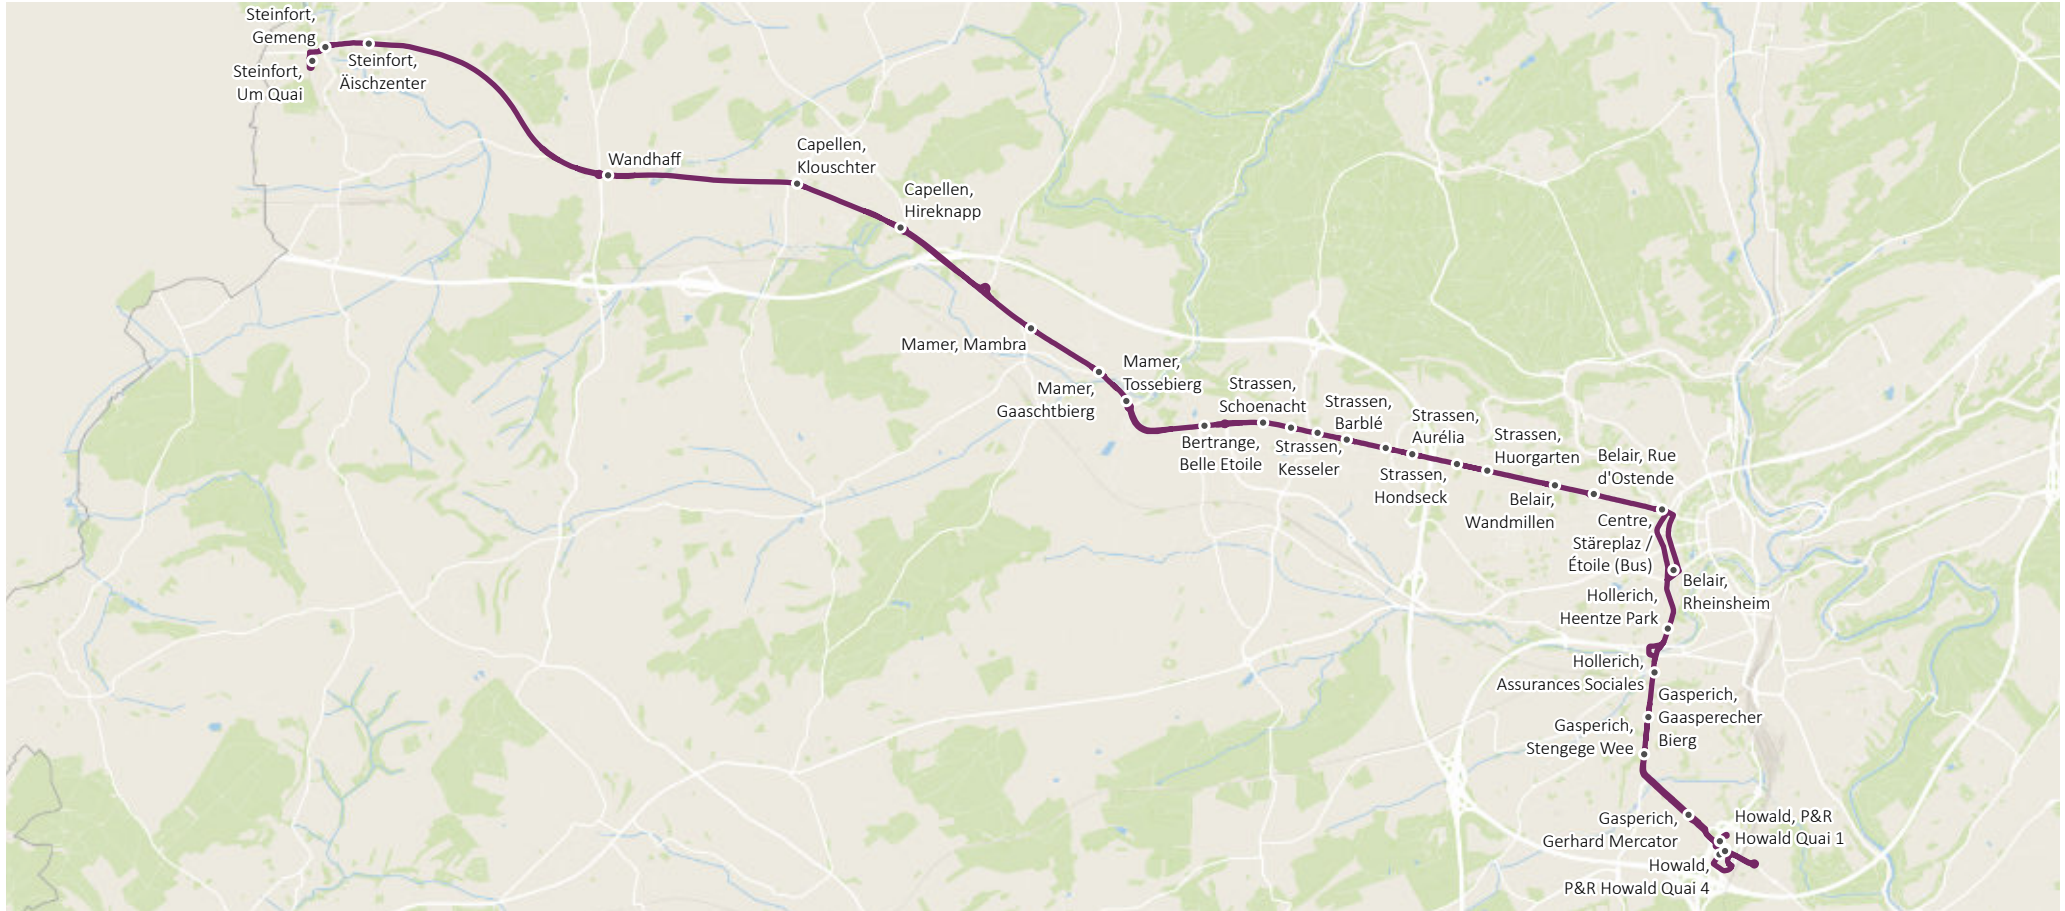 Steinfort,
Gemeng
Steinfort,
Um Quai
Steinfort,
Äischzenter
Wandhaff
Capellen,
Klouschter
Capellen,
Hireknapp
Mamer, Mambra
Mamer,
Gaaschtbierg
Mamer,
Tossebierg
Bertrange,
Belle Etoile
Strassen,
Schoenacht
Strassen,
Kesseler
Strassen,
Barblé
Strassen,
Hondseck
Strassen,
Aurélia
Strassen,
Huorgarten
Belair,
Wandmillen
Belair, Rue
d'Ostende
Centre,
Stäreplaz /
Étoile (Bus)
Belair,
Rheinsheim
Hollerich,
Heentze Park
Hollerich,
Assurances Sociales
Gasperich,
Gaasperecher
Bierg
Gasperich,
Stengege Wee
Gasperich,
Gerhard Mercator
Howald, P&R
Howald Quai 1
Howald,
P&R Howald Quai 4